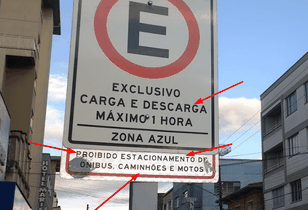 E
EXCLUSIVO
CARGA E DESCARGA
MÁXIMO 1 HORA
ZONA AZUL
PROIBIDO ESTACIONAMENTO DE
ÔNIBUS, CAMINHÕES E MOTOS